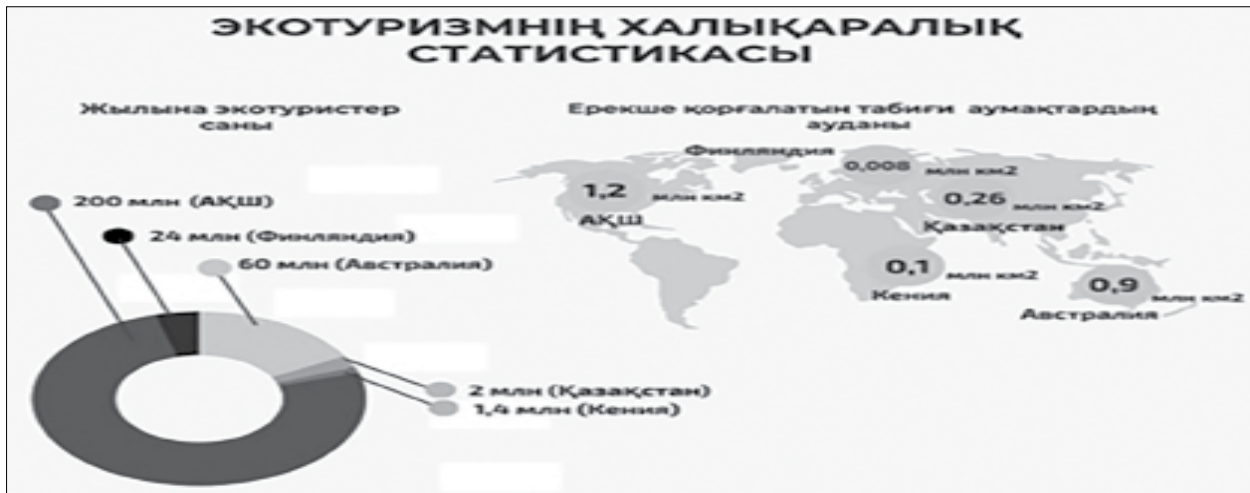 ЭКОТУРИЗМНІҢ ХАЛЫҚАРАЛЫҚ
СТАТИСТИКАСЫ
Жылына экотуристер
саны
200 млн (АҚШ)
24 млн (Финляндия)
60 млн (Австралия)
2 млн (Қазақстан)
1,4 млн (Кения)
Ерекше қорғалатын табиғи аумақтардың
ауданы
Финляндия
0,008 млн км2
1,2 млн км2
АҚШ
0,26 млн км2
Қазақстан
0,1 млн км2
Кения
0,9 млн км2
Австралия